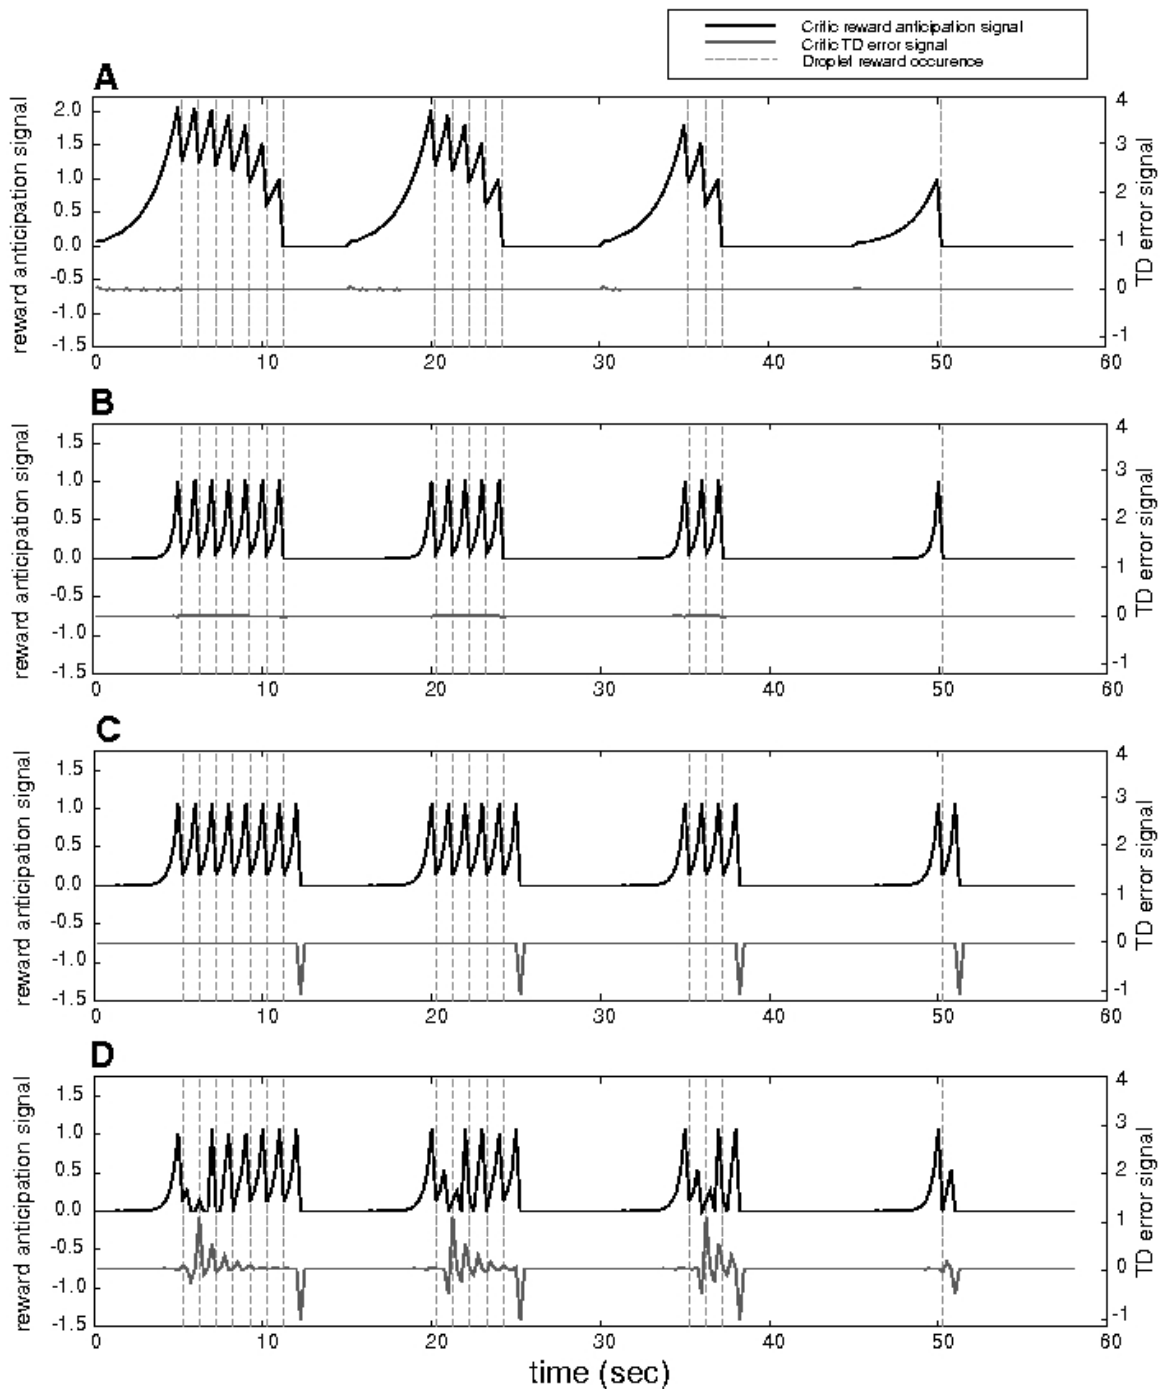 Critic reward anticipation signal
Critic TD error signal
Droplet reward occurence
A
reward anticipation signal
2.0
1.5
1.0
0.5
0.0
-0.5
-1.0
-1.5
4
3
2
1
0
-1
TD error signal
0 10 20 30 40 50 60
B
reward anticipation signal
1.5
1.0
0.5
0.0
-0.5
-1.0
-1.5
4
3
2
1
0
-1
TD error signal
0 10 20 30 40 50 60
C
reward anticipation signal
1.5
1.0
0.5
0.0
-0.5
-1.0
-1.5
4
3
2
1
0
-1
TD error signal
0 10 20 30 40 50 60
D
reward anticipation signal
1.5
1.0
0.5
0.0
-0.5
-1.0
-1.5
4
3
2
1
0
-1
TD error signal
0 10 20 30 40 50 60
time (sec)